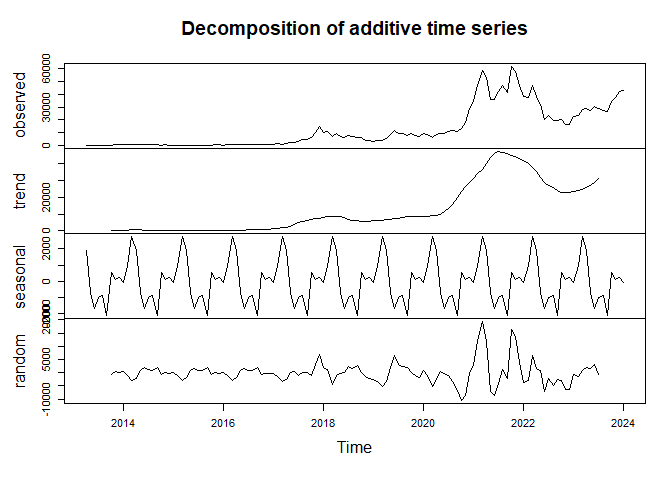 Decomposition of additive time series
observed
0 30000 60000
trend
0 20000
seasonal
0 20000
random
-10000 5000
2014 2016 2018 2020 2022 2024
Time